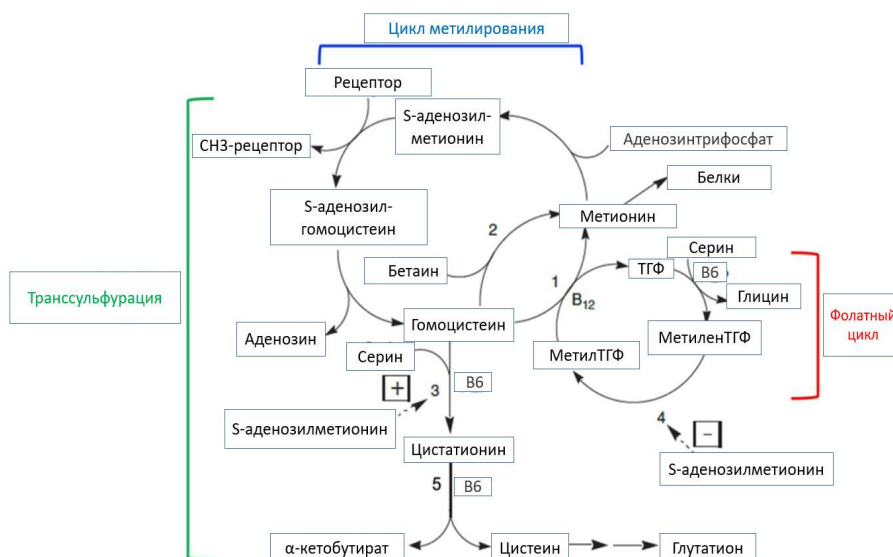 Цикл метилирования
Рецептор
S-аденозил-
метионин
Аденозинтрифосфат
СН3-рецептор
Белки
S-аденозил-
гомоцистеин
Метионин
2
Серин
Бетаин
1
ТГФ
В6
Транссульфурация
B12
Глицин
Фолатный
цикл
Гомоцистеин
Аденозин
МетиленТГФ
Серин
МетилТГФ
В6
+
3
S-аденозилметионин
4
−
Цистатионин
S-аденозилметионин
5
В6
α-кетобутират
Цистеин
Глутатион